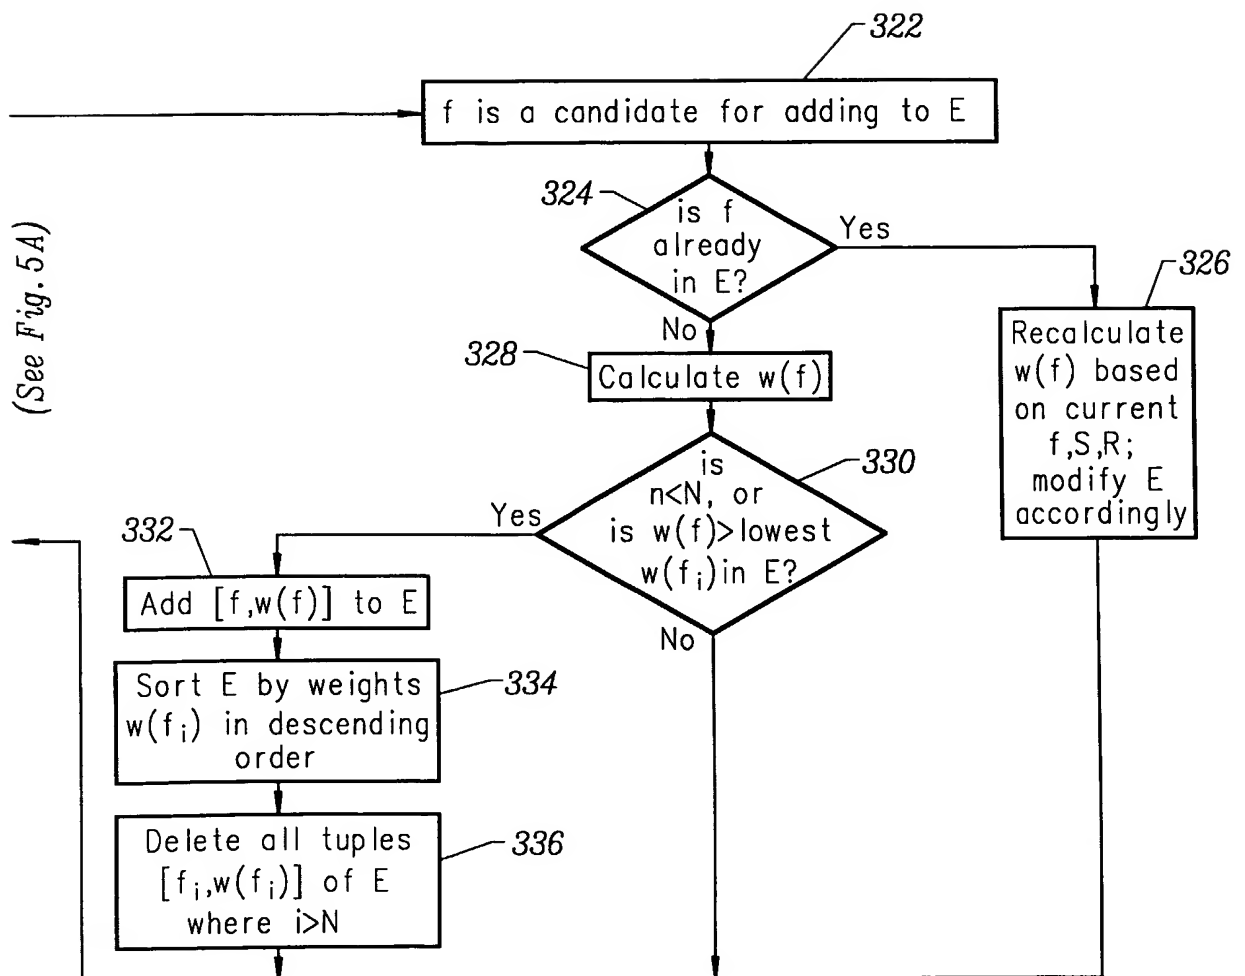 322
f is a candidate for adding to E
324
is f
already
in E?
Yes
No
(See Fig. 5A)
326
Recalculate
w(f) based
on current
f,S,R;
modify E
accordingly
328
Calculate w(f)
330
is
n<N, or
is w(f)>lowest
w(fi) in E?
Yes
No
332
Add [f,w(f)] to E
334
Sort E by weights
w(fi) in descending
order
336
Delete all tuples
[fi,w(fi)] of E
where i>N